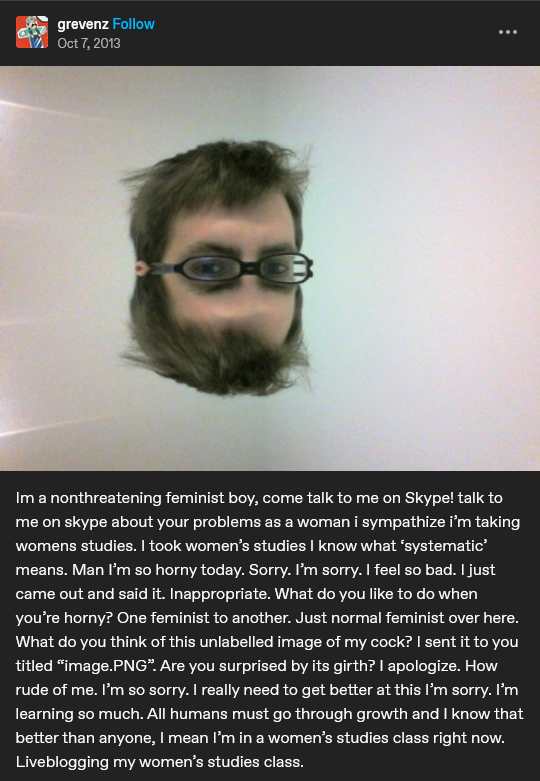 grevenz Follow
Oct 7, 2013
Im a nonthreatening feminist boy, come talk to me on Skype! talk to
me on skype about your problems as a woman i sympathize i’m taking
womens studies. I took women’s studies I know what ‘systematic’
means. Man I’m so horny today. Sorry. I’m sorry. I feel so bad. I just
came out and said it. Inappropriate. What do you like to do when
you’re horny? One feminist to another. Just normal feminist over here.
What do you think of this unlabelled image of my cock? I sent it to you
titled “image.PNG”. Are you surprised by its girth? I apologize. How
rude of me. I’m so sorry. I really need to get better at this I’m sorry. I’m
learning so much. All humans must go through growth and I know that
better than anyone, I mean I’m in a women’s studies class right now.
Liveblogging my women’s studies class.